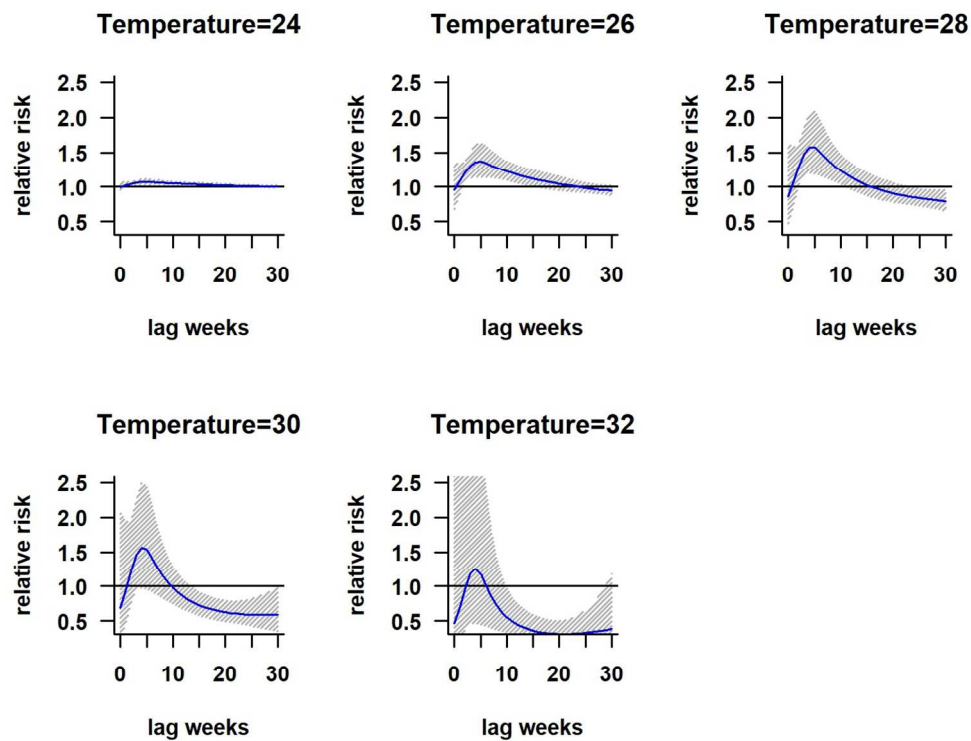 Temperature=24
relative risk
2.5
2.0
1.5
1.0
0.5
0 10 20 30
lag weeks
Temperature=26
relative risk
2.5
2.0
1.5
1.0
0.5
0 10 20 30
lag weeks
Temperature=28
relative risk
2.5
2.0
1.5
1.0
0.5
0 10 20 30
lag weeks
Temperature=30
relative risk
2.5
2.0
1.5
1.0
0.5
0 10 20 30
lag weeks
Temperature=32
relative risk
2.5
2.0
1.5
1.0
0.5
0 10 20 30
lag weeks